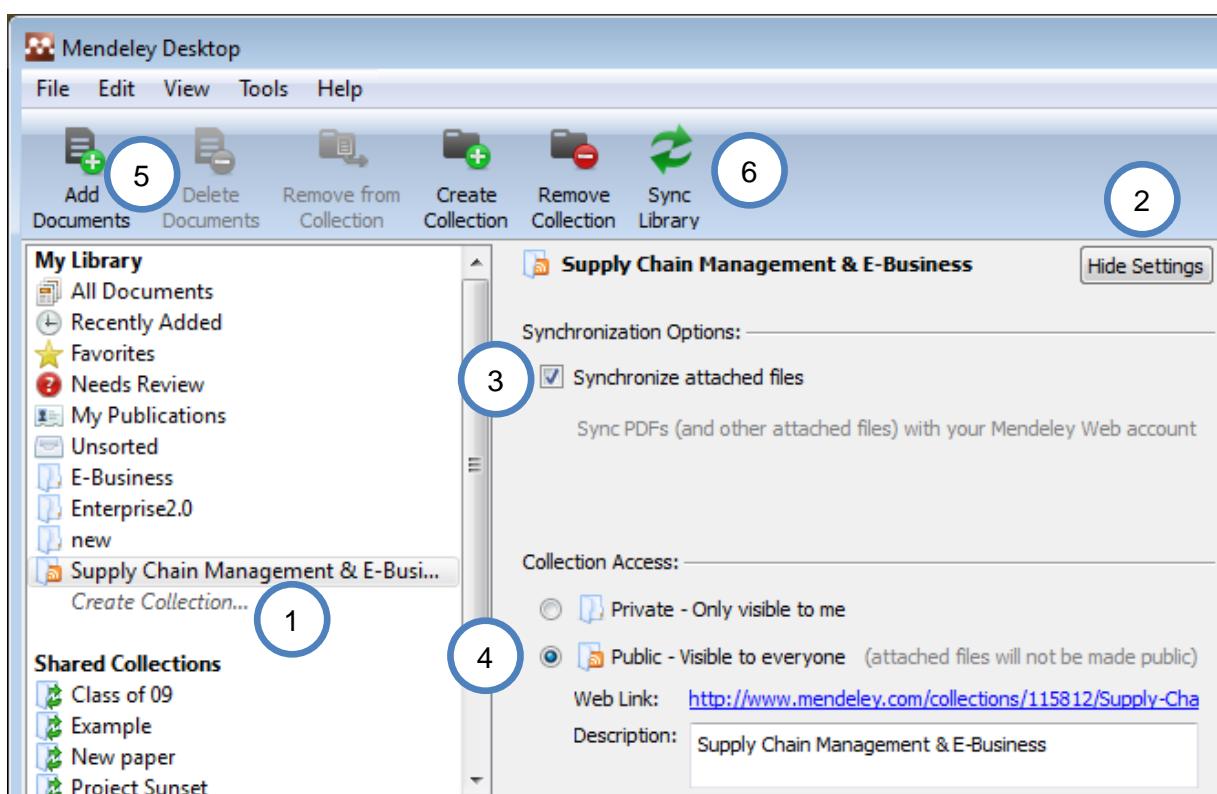 Mendeley Desktop
File Edit View Tools Help
5
6
2
Add Documents
Delete Documents
Remove from Collection
Create Collection
Remove Collection
Sync Library
My Library
All Documents
Recently Added
Favorites
Needs Review
My Publications
Unsorted
E-Business
Enterprise2.0
new
Supply Chain Management & E-Busi...
Create Collection...
1
Shared Collections
Class of 09
Example
New paper
Project Sunset
Supply Chain Management & E-Business
Hide Settings
Synchronization Options:
3
Synchronize attached files
Sync PDFs (and other attached files) with your Mendeley Web account
Collection Access:
Private - Only visible to me
4
Public - Visible to everyone (attached files will not be made public)
Web Link: http://www.mendeley.com/collections/115812/Supply-Cha
Description: Supply Chain Management & E-Business